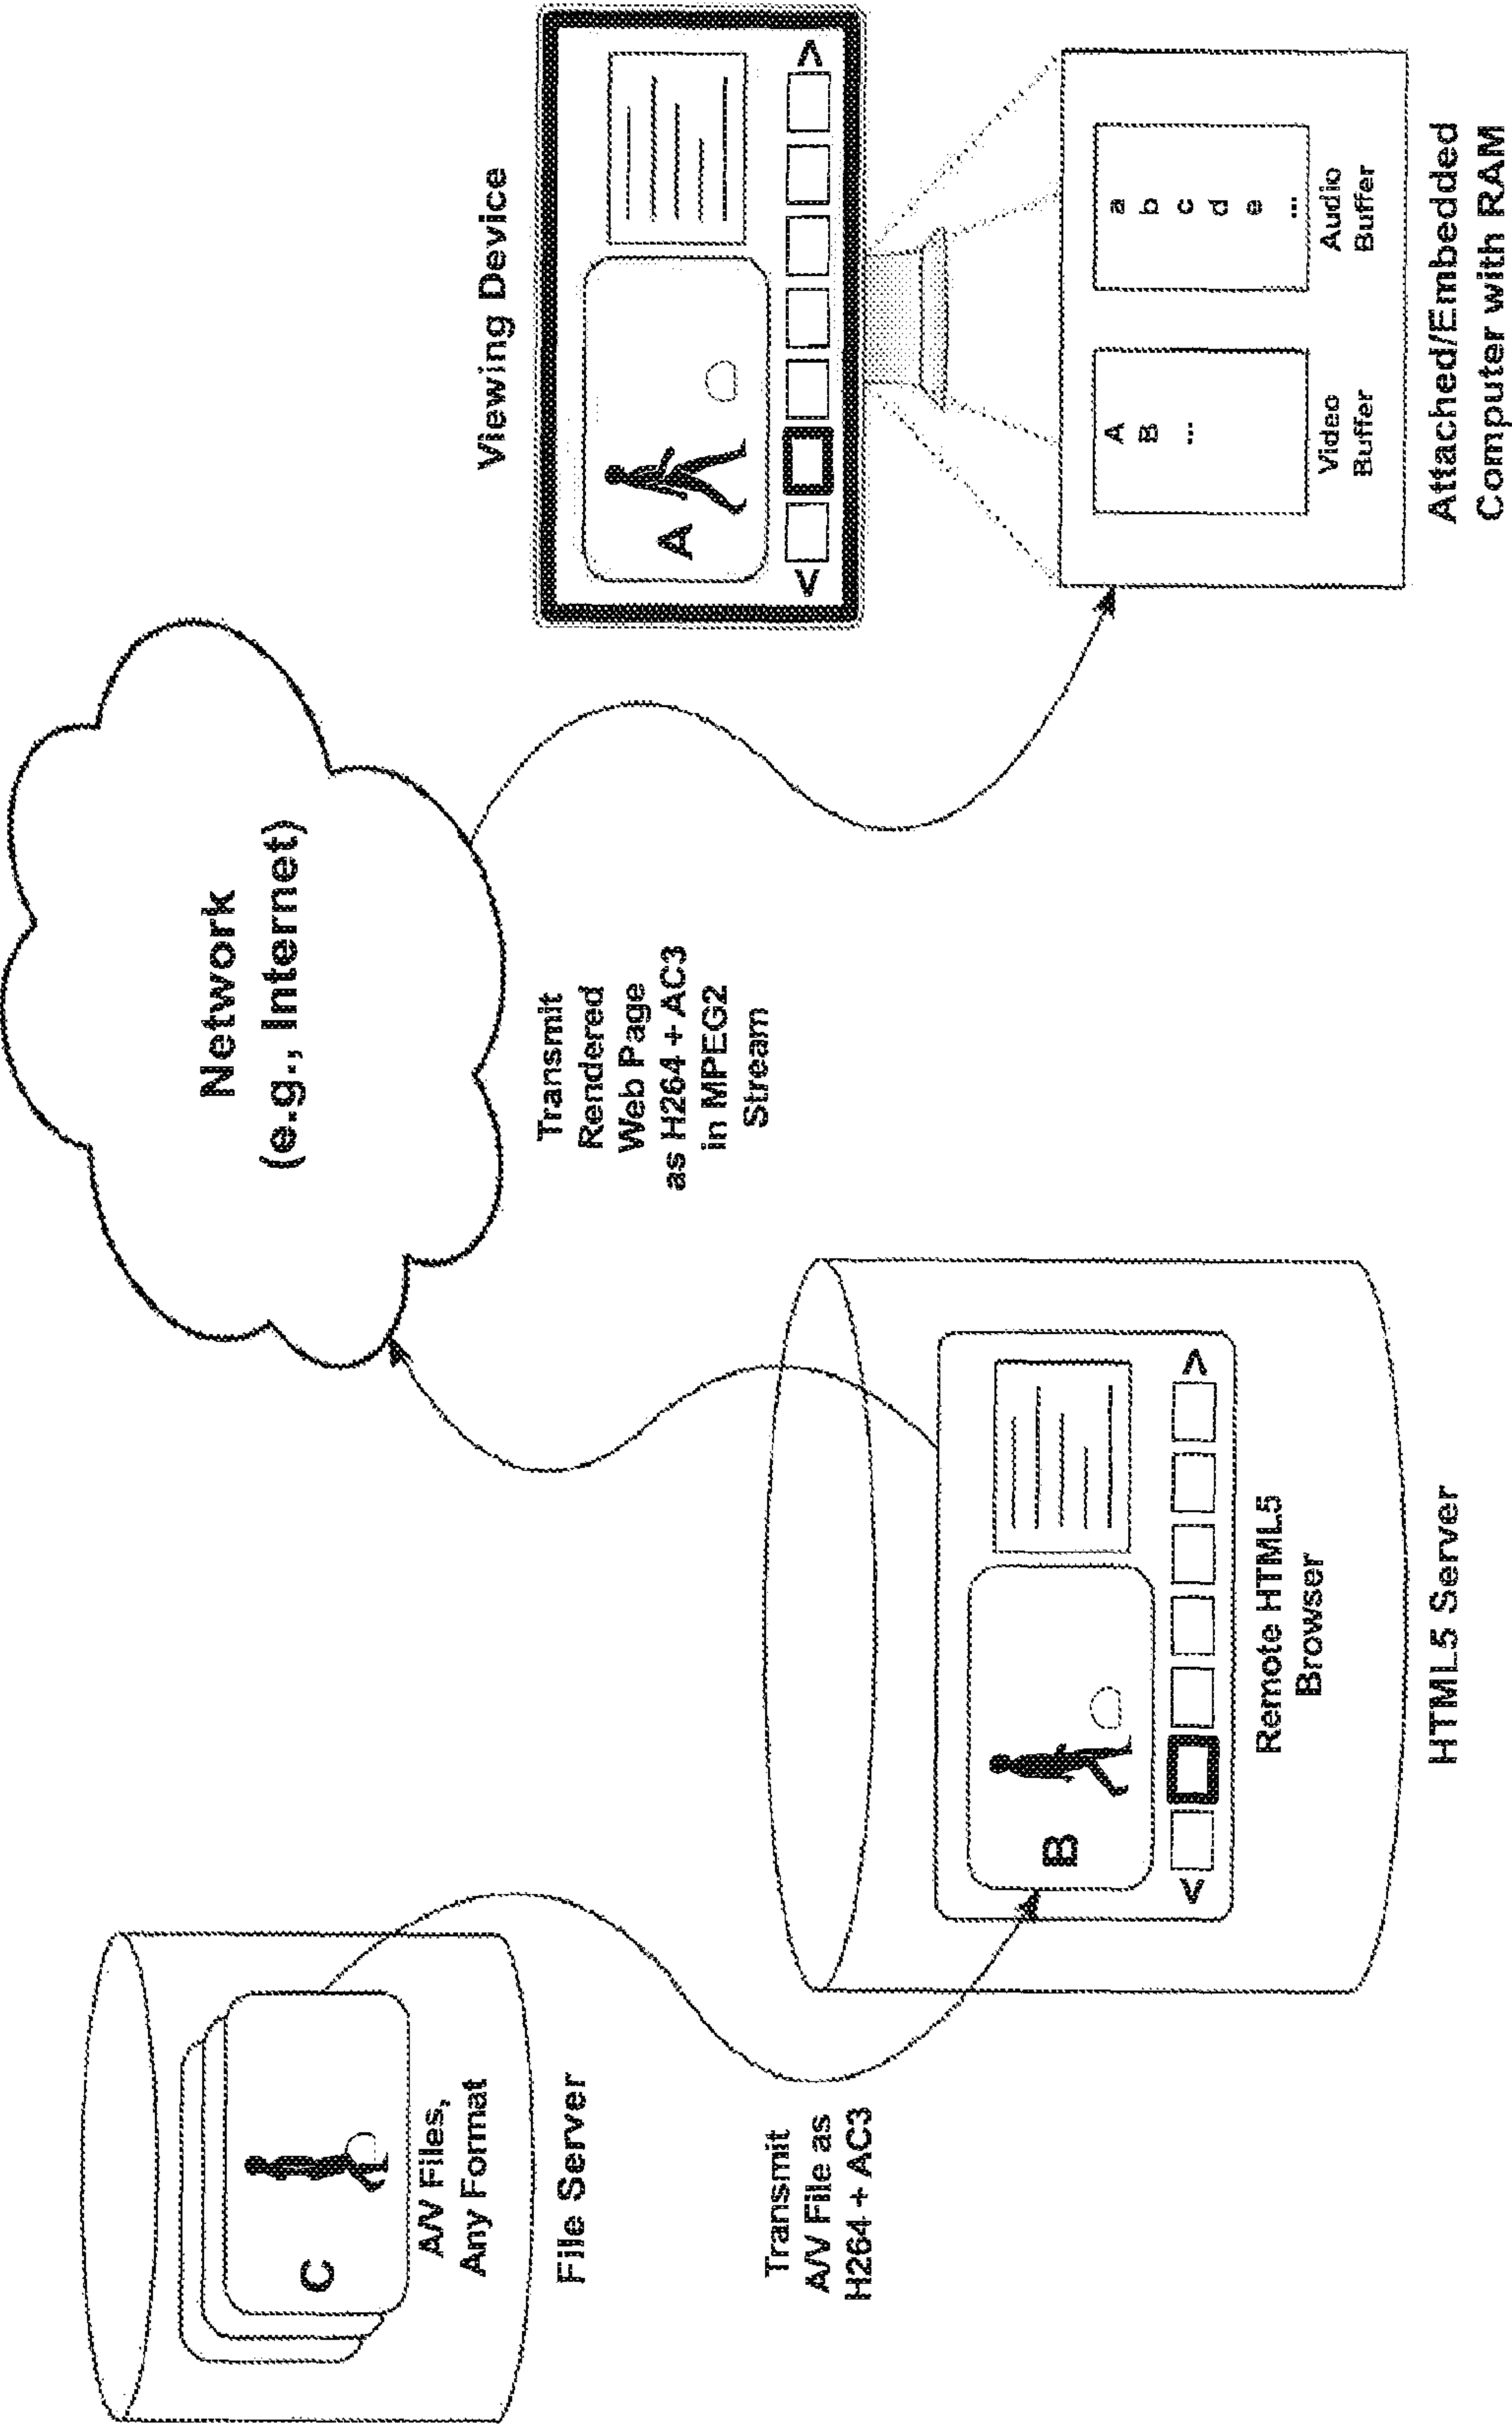 C
A/V Files,
Any Format
File Server
Transmit
A/V File as
H264 + AC3
B
< >
Remote HTML5
Browser
HTML5 Server
Network
(e.g., Internet)
Transmit
Rendered
Web Page
as H264 + AC3
in MPEG2
Stream
Viewing Device
A
< >
A
B
...
Video
Buffer
a
b
c
d
e
...
Audio
Buffer
Attached/Embedded
Computer with RAM